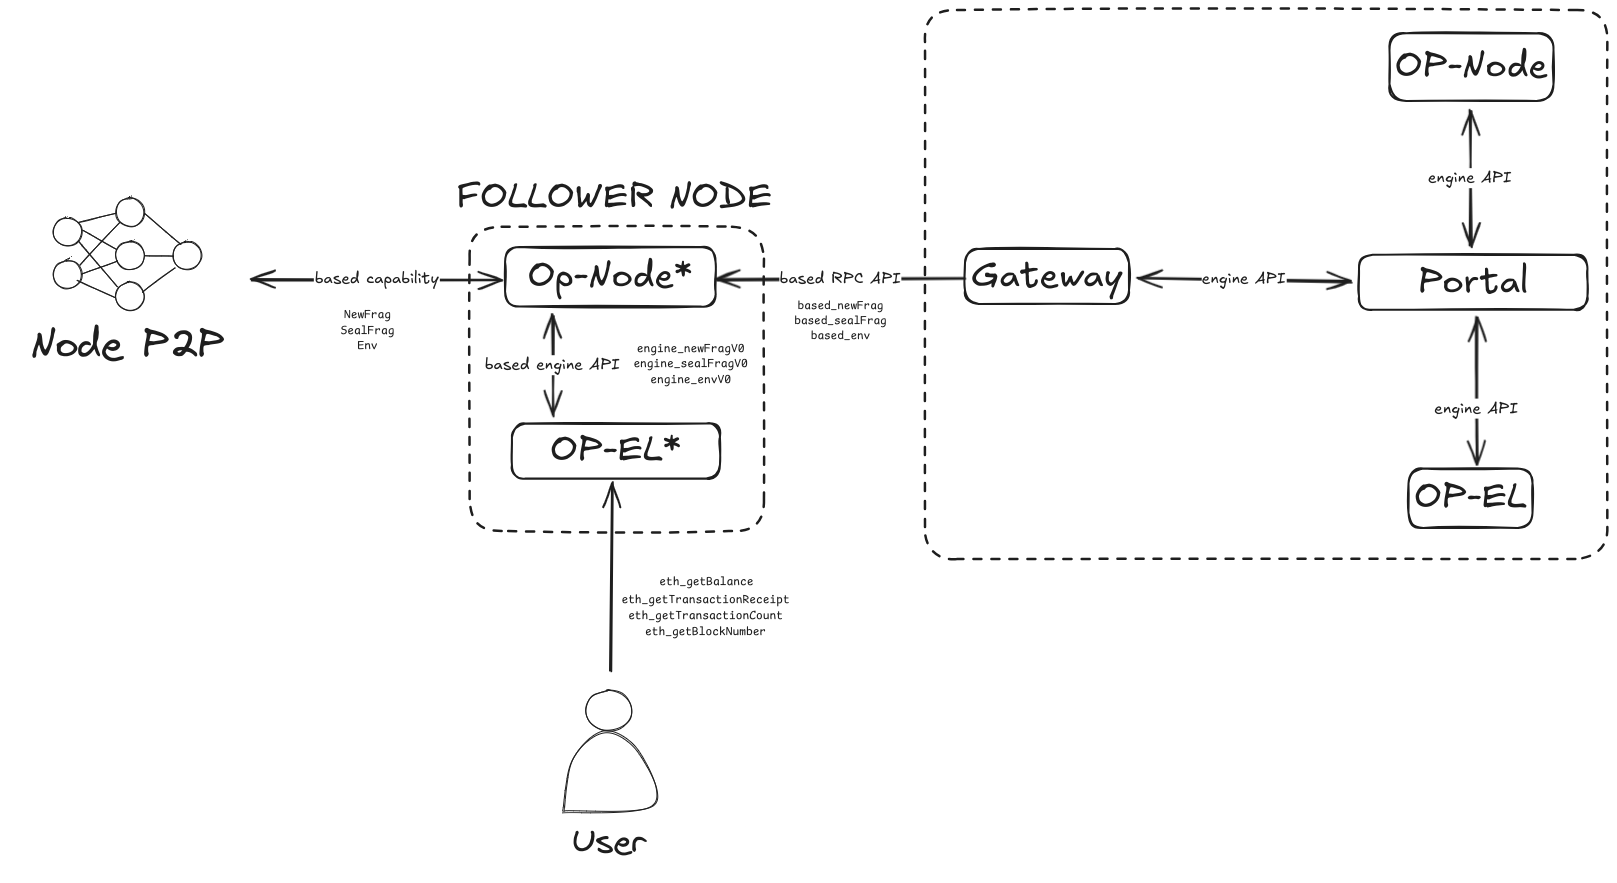 OP-Node
engine API
FOLLOWER NODE
Op-Node*
Gateway
Portal
based capability
based RPC API
engine API
NewFrag
SealFrag
Env
based_newFrag
based_sealFrag
based_env
Node P2P
based engine API
engine_newFragV0
engine_sealFragV0
engine_envV0
engine API
OP-EL*
OP-EL
eth_getBalance
eth_getTransactionReceipt
eth_getTransactionCount
eth_getBlockNumber
User